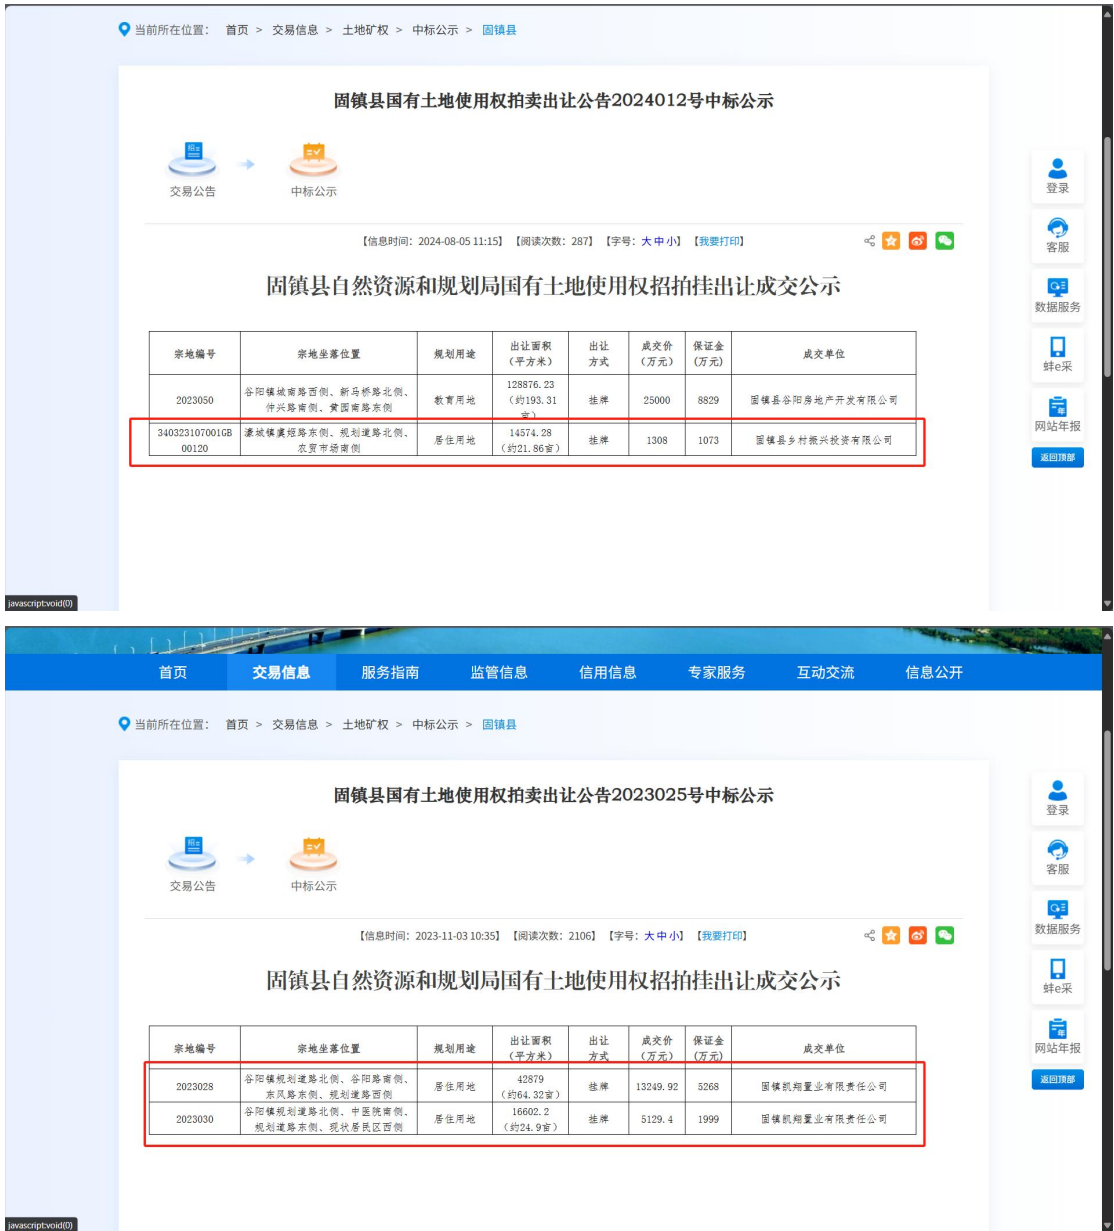 当前所在位置： 首页 > 交易信息 > 土地矿权 > 中标公示 > 固镇县
固镇县国有土地使用权拍卖出让公告2024012号中标公示
招
交易公告
中标公示
【信息时间：2024-08-05 11:15】 【阅读次数：287】 【字号：大 中 小】 【我要打印】
固镇县自然资源和规划局国有土地使用权招拍挂出让成交公示
宗地编号 宗地坐落位置 规划用途 出让面积（平方米） 出让方式 成交价（万元） 保证金(万元) 成交单位
2023050 谷阳镇城南路西侧、新马桥路北侧、仲兴路南侧、黄园南路东侧 教育用地 128876.23（约193.31亩） 挂牌 25000 8829 固镇县谷阳房地产开发有限公司
340323107001GB00120 濠城镇虞姬路东侧、规划道路北侧、农贸市场南侧 居住用地 14574.28（约21.86亩） 挂牌 1308 1073 固镇县乡村振兴投资有限公司
登录
客服
数据服务
蚌e采
网站年报
返回顶部
javascript:void(0)
首页 交易信息 服务指南 监管信息 信用信息 专家服务 互动交流 信息公开
当前所在位置： 首页 > 交易信息 > 土地矿权 > 中标公示 > 固镇县
固镇县国有土地使用权拍卖出让公告2023025号中标公示
招
交易公告
中标公示
【信息时间：2023-11-03 10:35】 【阅读次数：2106】 【字号：大 中 小】 【我要打印】
固镇县自然资源和规划局国有土地使用权招拍挂出让成交公示
宗地编号 宗地坐落位置 规划用途 出让面积（平方米） 出让方式 成交价（万元） 保证金(万元) 成交单位
2023028 谷阳镇规划道路北侧、谷阳路南侧、东风路东侧、规划道路西侧 居住用地 42879（约64.32亩） 挂牌 13249.92 5268 固镇凯翔置业有限责任公司
2023030 谷阳镇规划道路北侧、中医院南侧、规划道路东侧、现状居民区西侧 居住用地 16602.2（约24.9亩） 挂牌 5129.4 1999 固镇凯翔置业有限责任公司
登录
客服
数据服务
蚌e采
网站年报
返回顶部
javascript:void(0)